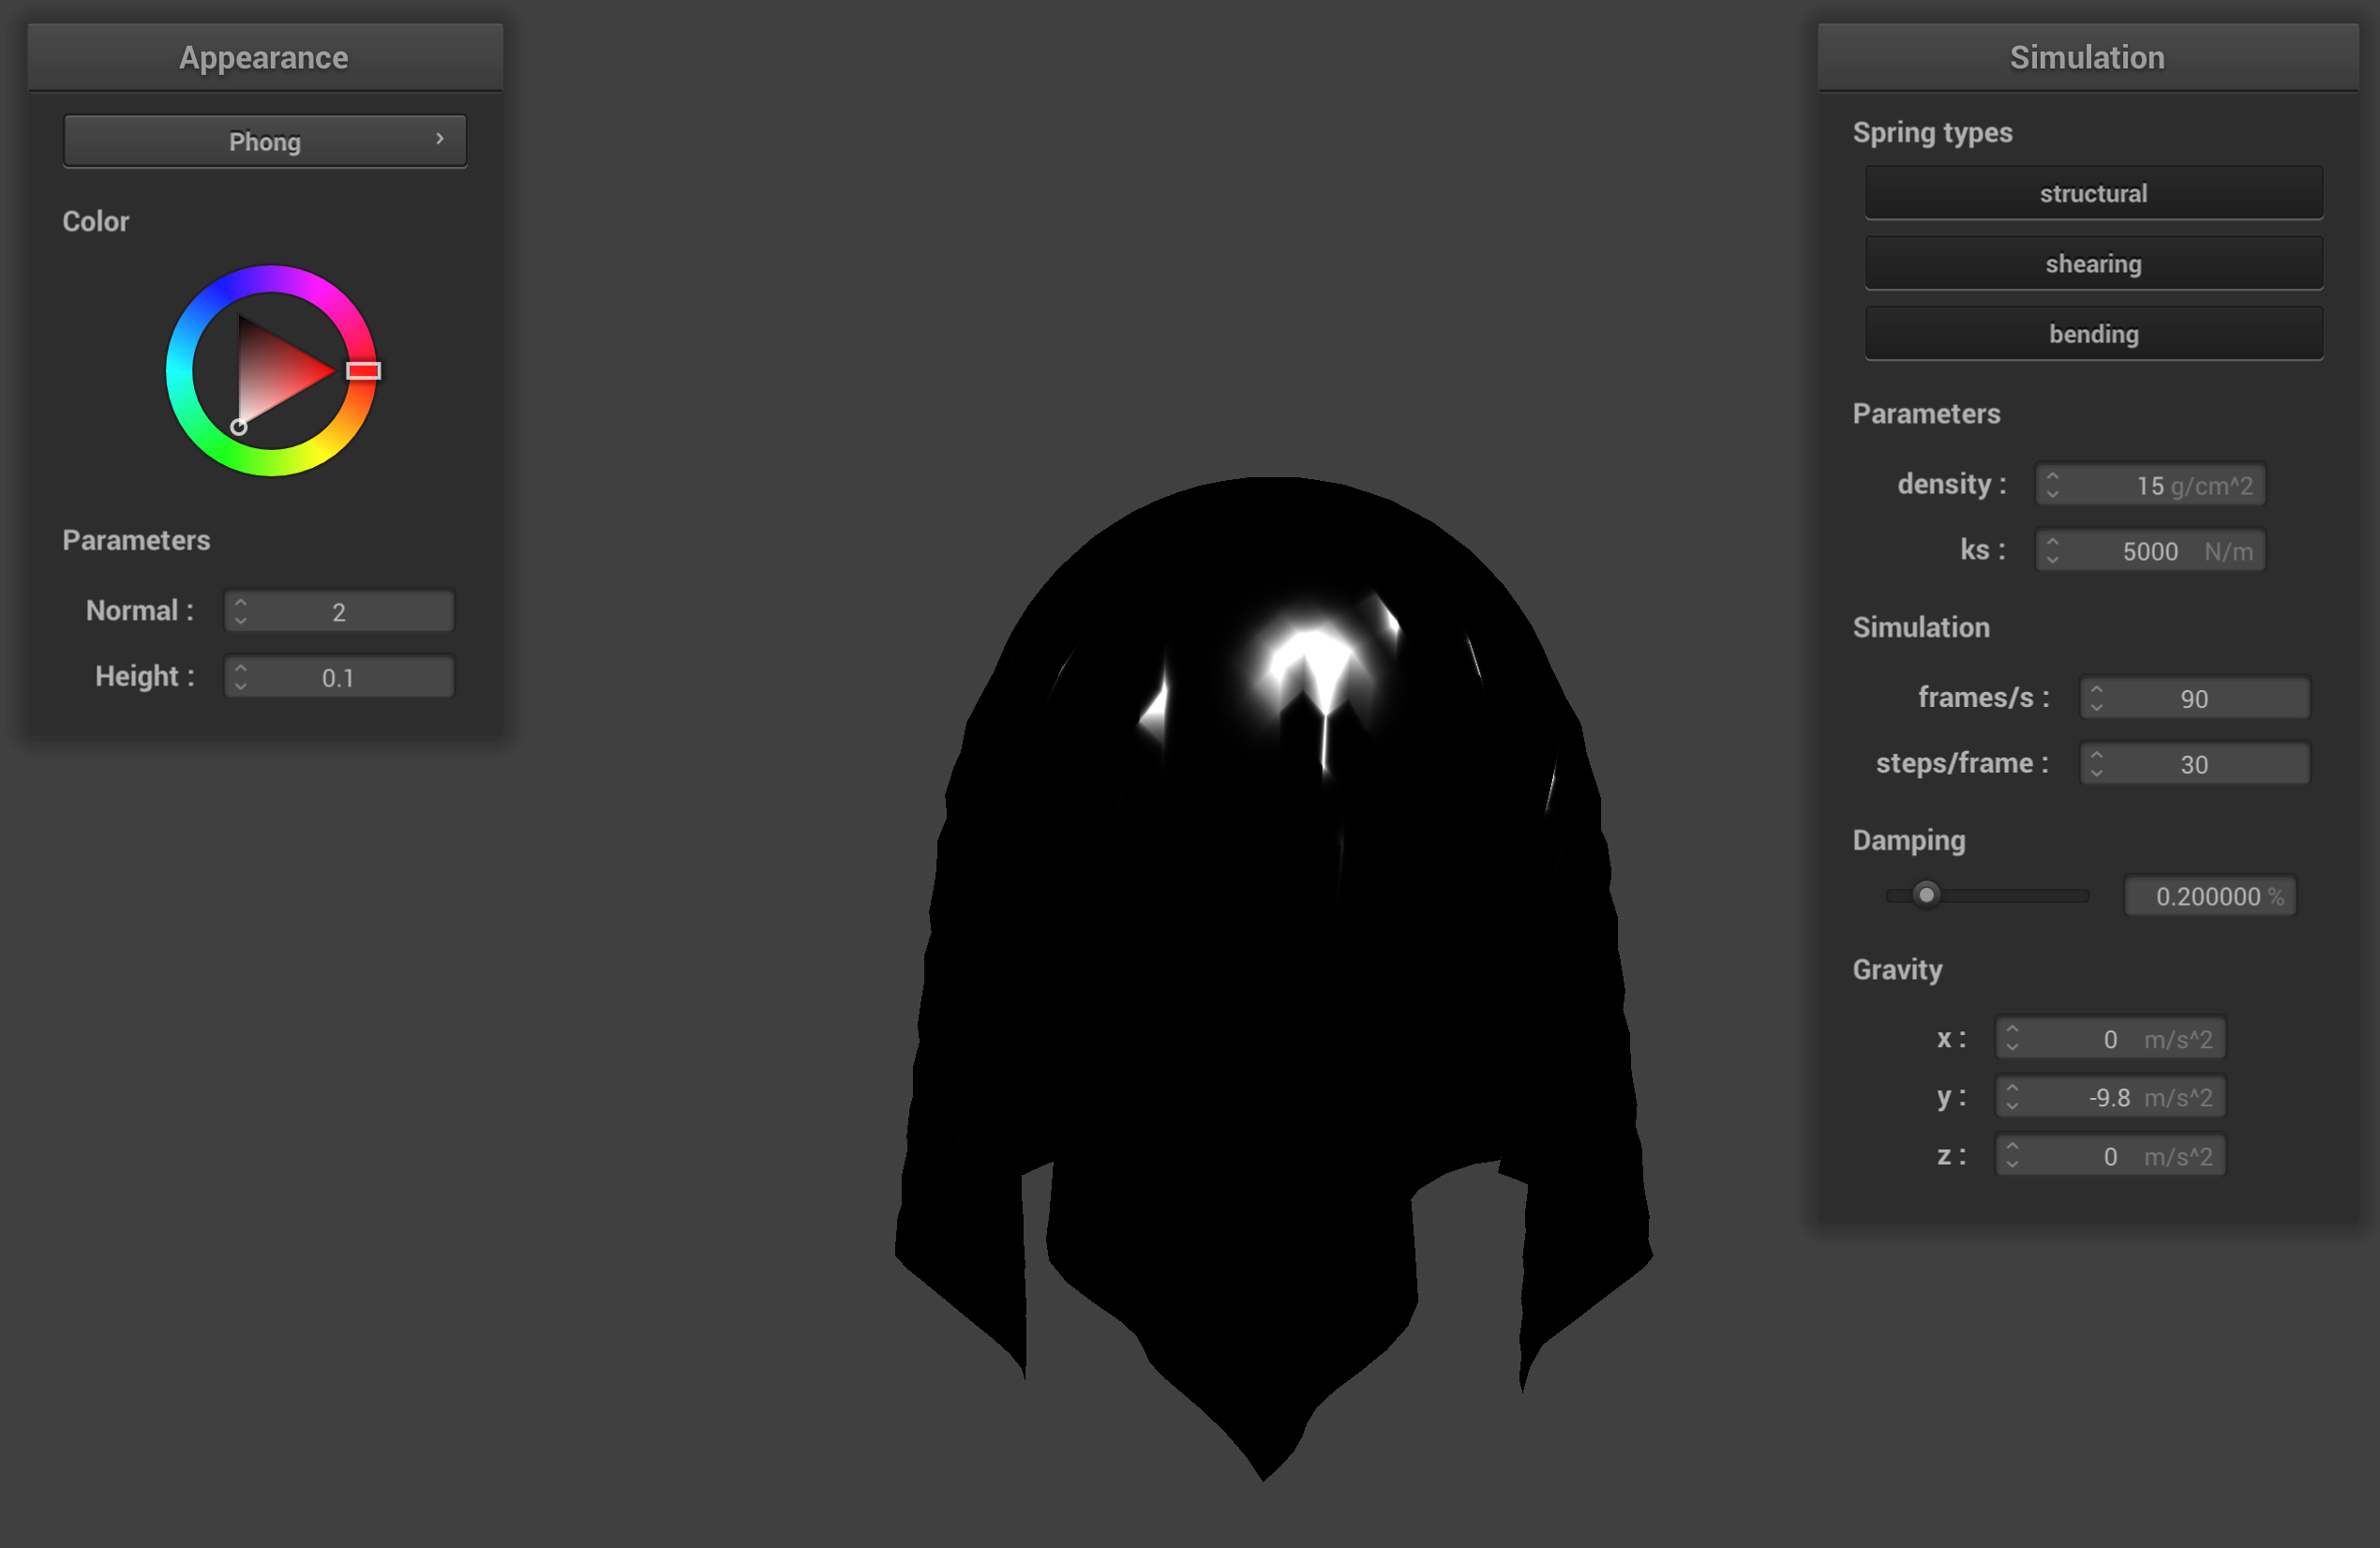 Appearance
Phong
Color
Parameters
Normal : 2
Height : 0.1
Simulation
Spring types
structural
shearing
bending
Parameters
density : 15 g/cm^2
ks : 5000 N/m
Simulation
frames/s : 90
steps/frame : 30
Damping
0.200000 %
Gravity
x : 0 m/s^2
y : -9.8 m/s^2
z : 0 m/s^2